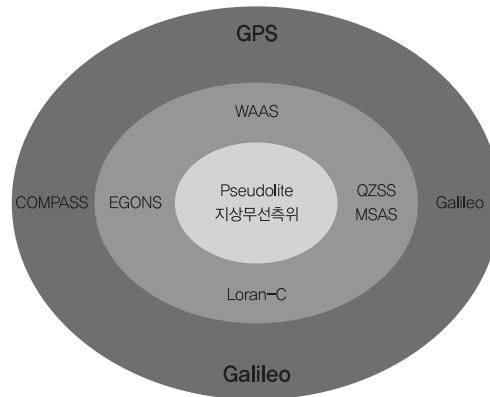 GPS
WAAS
COMPASS
EGONS
Pseudolite
지상무선측위
QZSS
MSAS
Galileo
Loran-C
Galileo